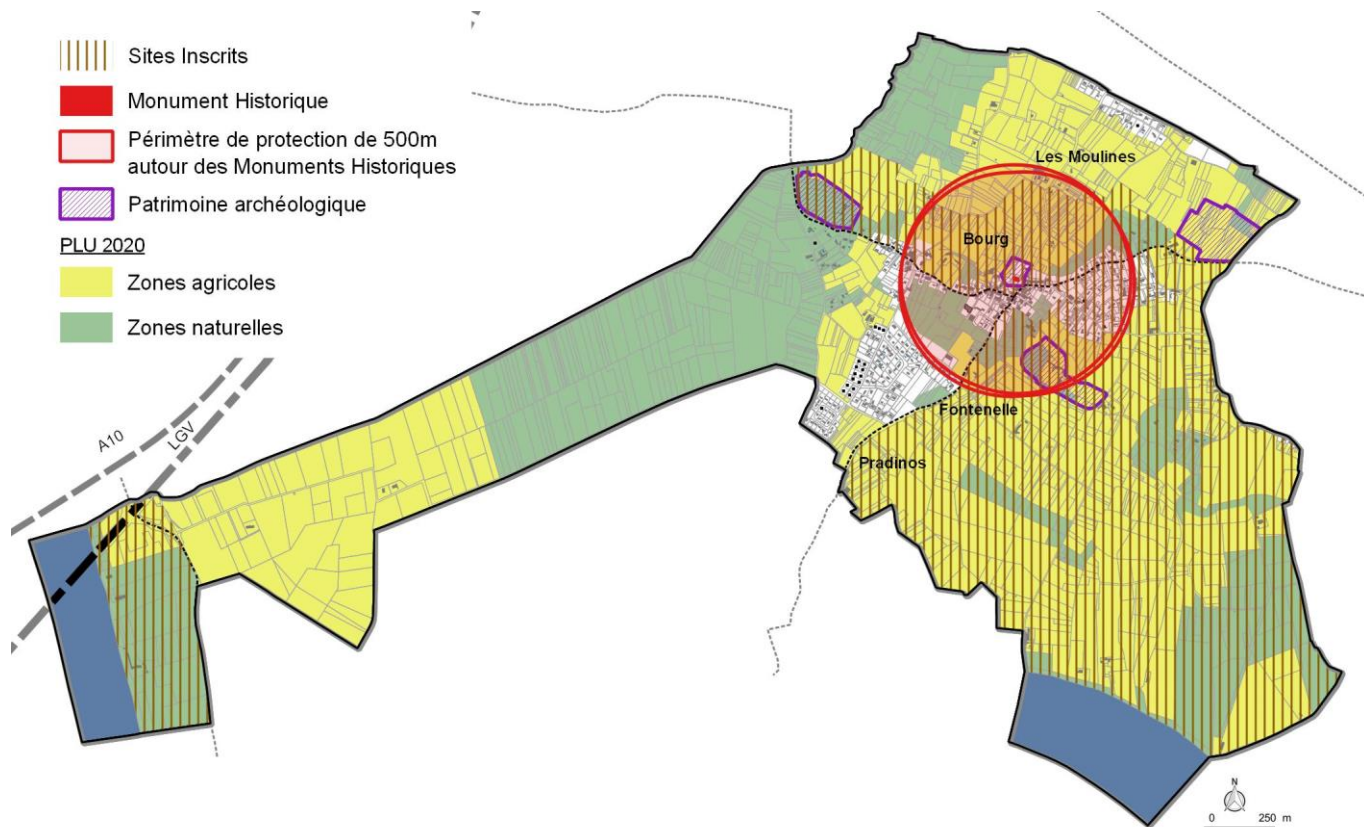 Sites Inscrits
Monument Historique
Périmètre de protection de 500m
autour des Monuments Historiques
Patrimoine archéologique
PLU 2020
Zones agricoles
Zones naturelles
Les Moulines
Bourg
Fontenelle
Pradinos
A10
LGV
N
0 250 m